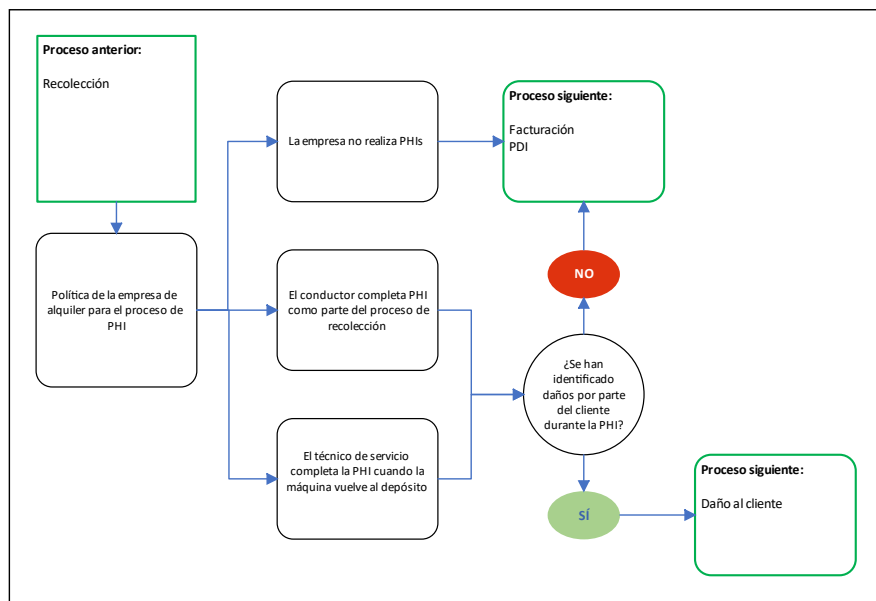 Proceso anterior:
Recolección
La empresa no realiza PHIs
Proceso siguiente:
Facturación
PDI
Política de la empresa de
alquiler para el proceso de
PHI
El conductor completa PHI
como parte del proceso de
recolección
NO
¿Se han
identificado
daños por parte
del cliente
durante la PHI?
El técnico de servicio
completa la PHI cuando la
máquina vuelve al depósito
SÍ
Proceso siguiente:
Daño al cliente